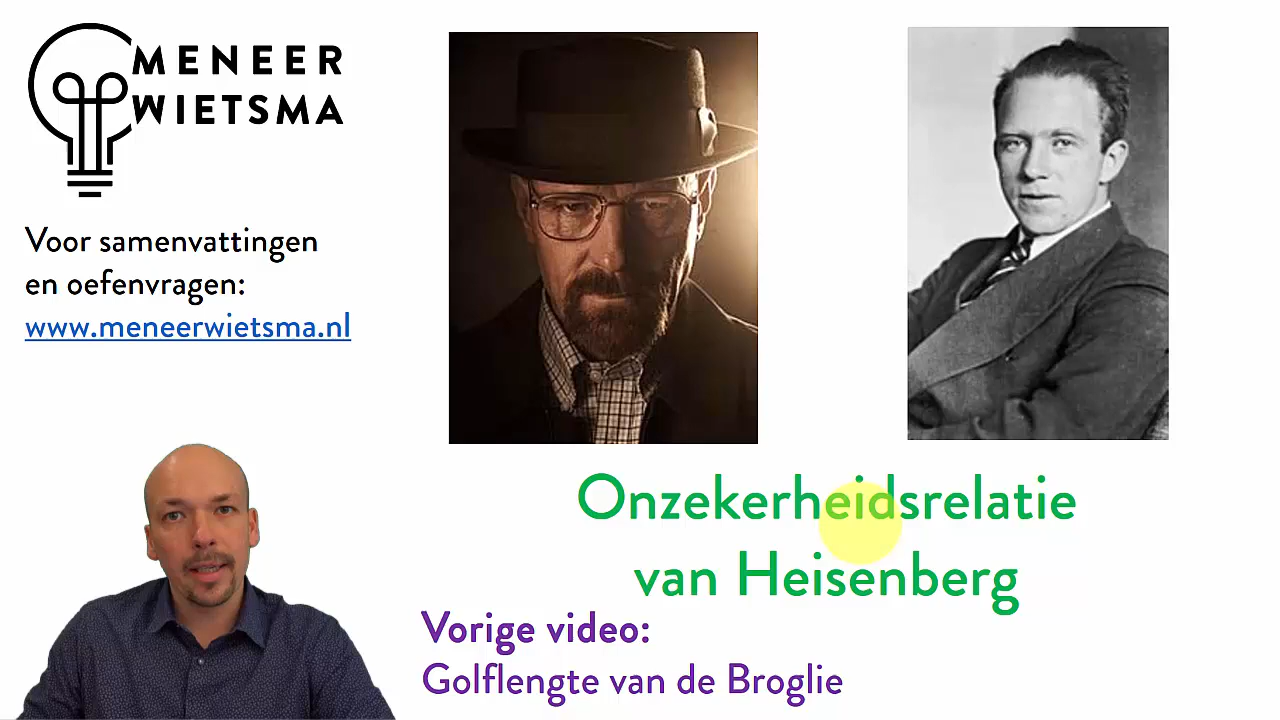 MENEER
WIETSMA
Voor samenvattingen
en oefenvragen:
www.meneerwietsma.nl
Onzekerheidsrelatie
van Heisenberg
Vorige video:
Golflengte van de Broglie